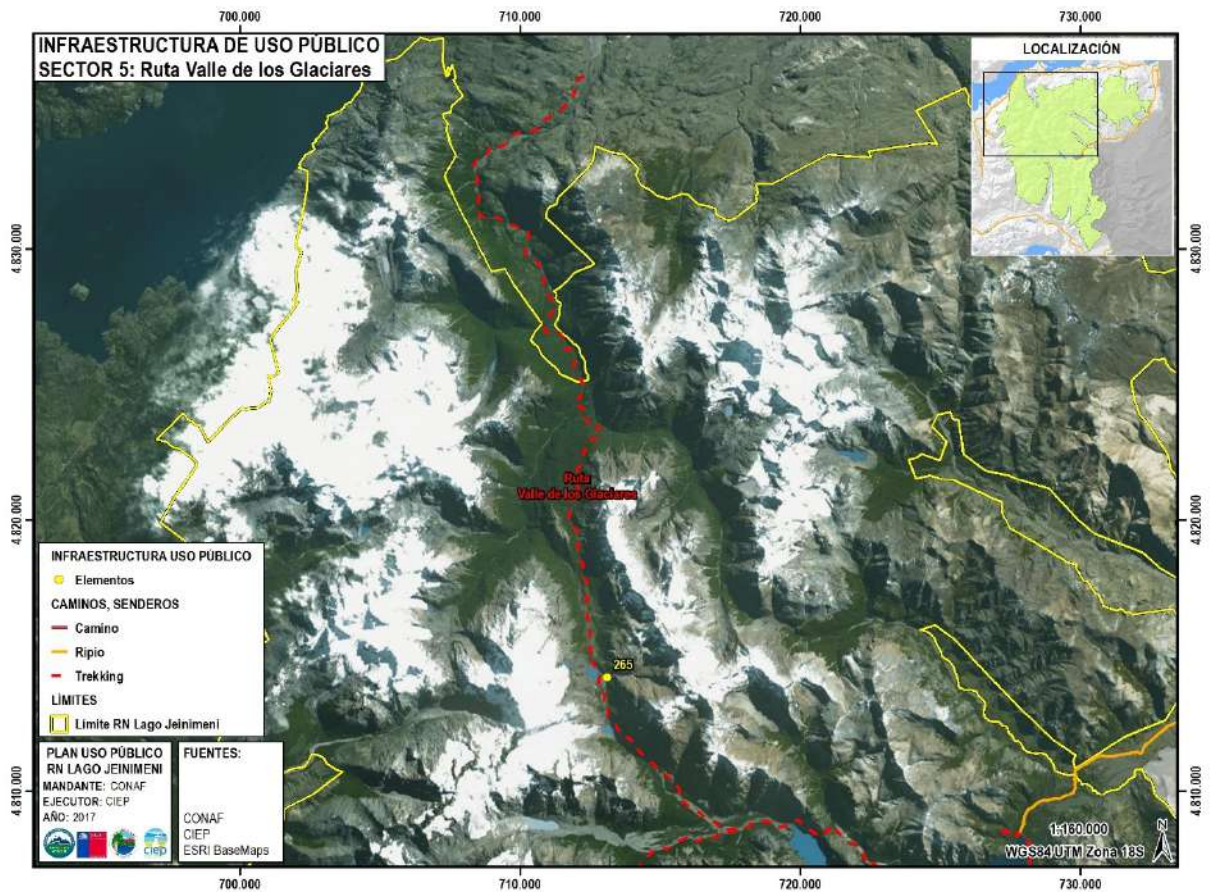 700.000
710.000
720.000
730.000
INFRAESTRUCTURA DE USO PÚBLICO
SECTOR 5: Ruta Valle de los Glaciares
LOCALIZACIÓN
4.830.000
4.830.000
Ruta
Valle de los Glaciares
4.820.000
4.820.000
INFRAESTRUCTURA USO PÚBLICO
Elementos
CAMINOS, SENDEROS
Camino
Ripio
Trekking
LÍMITES
Límite RN Lago Jeinimeni
265
PLAN USO PÚBLICO
RN LAGO JEINIMENI
MANDANTE: CONAF
EJECUTOR: CIEP
AÑO: 2017
ciep
FUENTES:
CONAF
CIEP
ESRI BaseMaps
4.810.000
4.810.000
1:160.000
WGS84 UTM Zona 18S
N
700.000
710.000
720.000
730.000